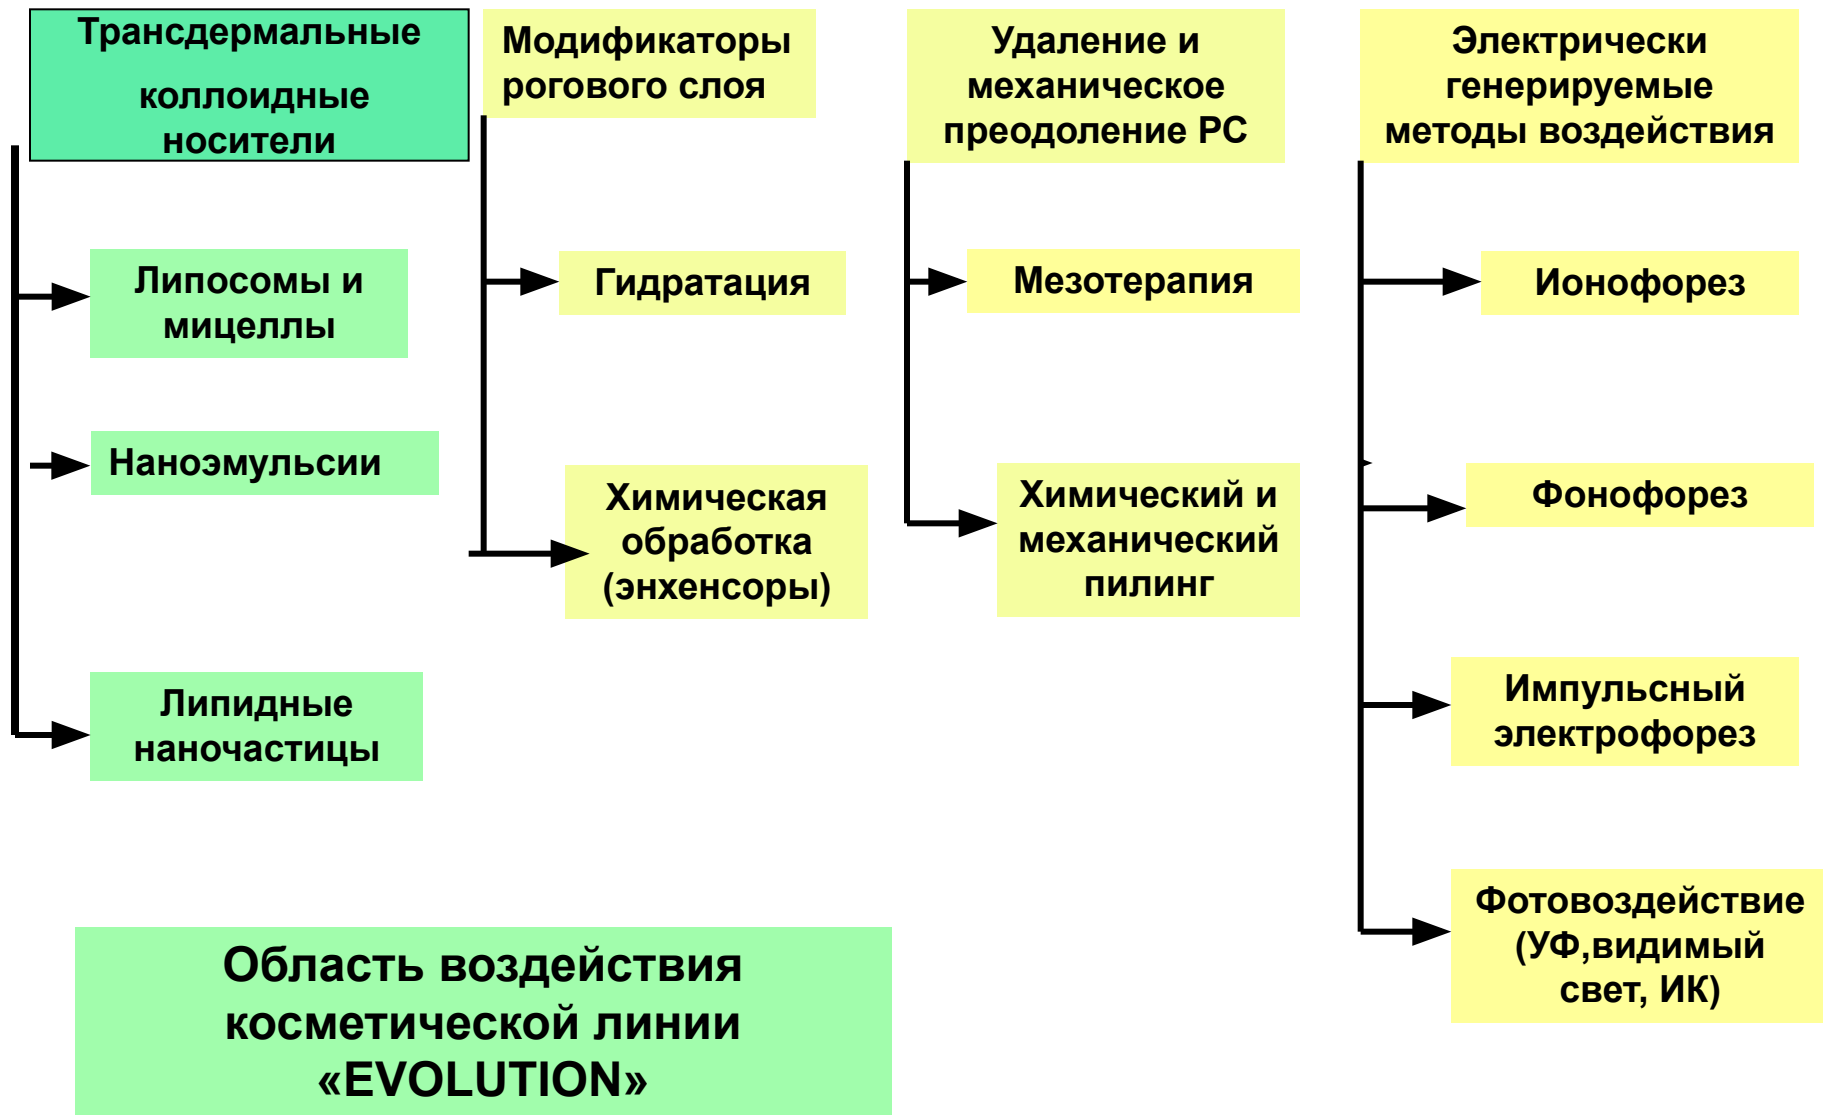 Трансдермальные
коллоидные
носители
Липосомы и
мицеллы
Наноэмульсии
Липидные
наночастицы
Модификаторы
рогового слоя
Гидратация
Химическая
обработка
(энхенсоры)
Удаление и
механическое
преодоление РС
Мезотерапия
Химический и
механический
пилинг
Электрически
генерируемые
методы воздействия
Ионофорез
Фонофорез
Импульсный
электрофорез
Фотовоздействие
(УФ,видимый
свет, ИК)
Область воздействия
косметической линии
«EVOLUTION»